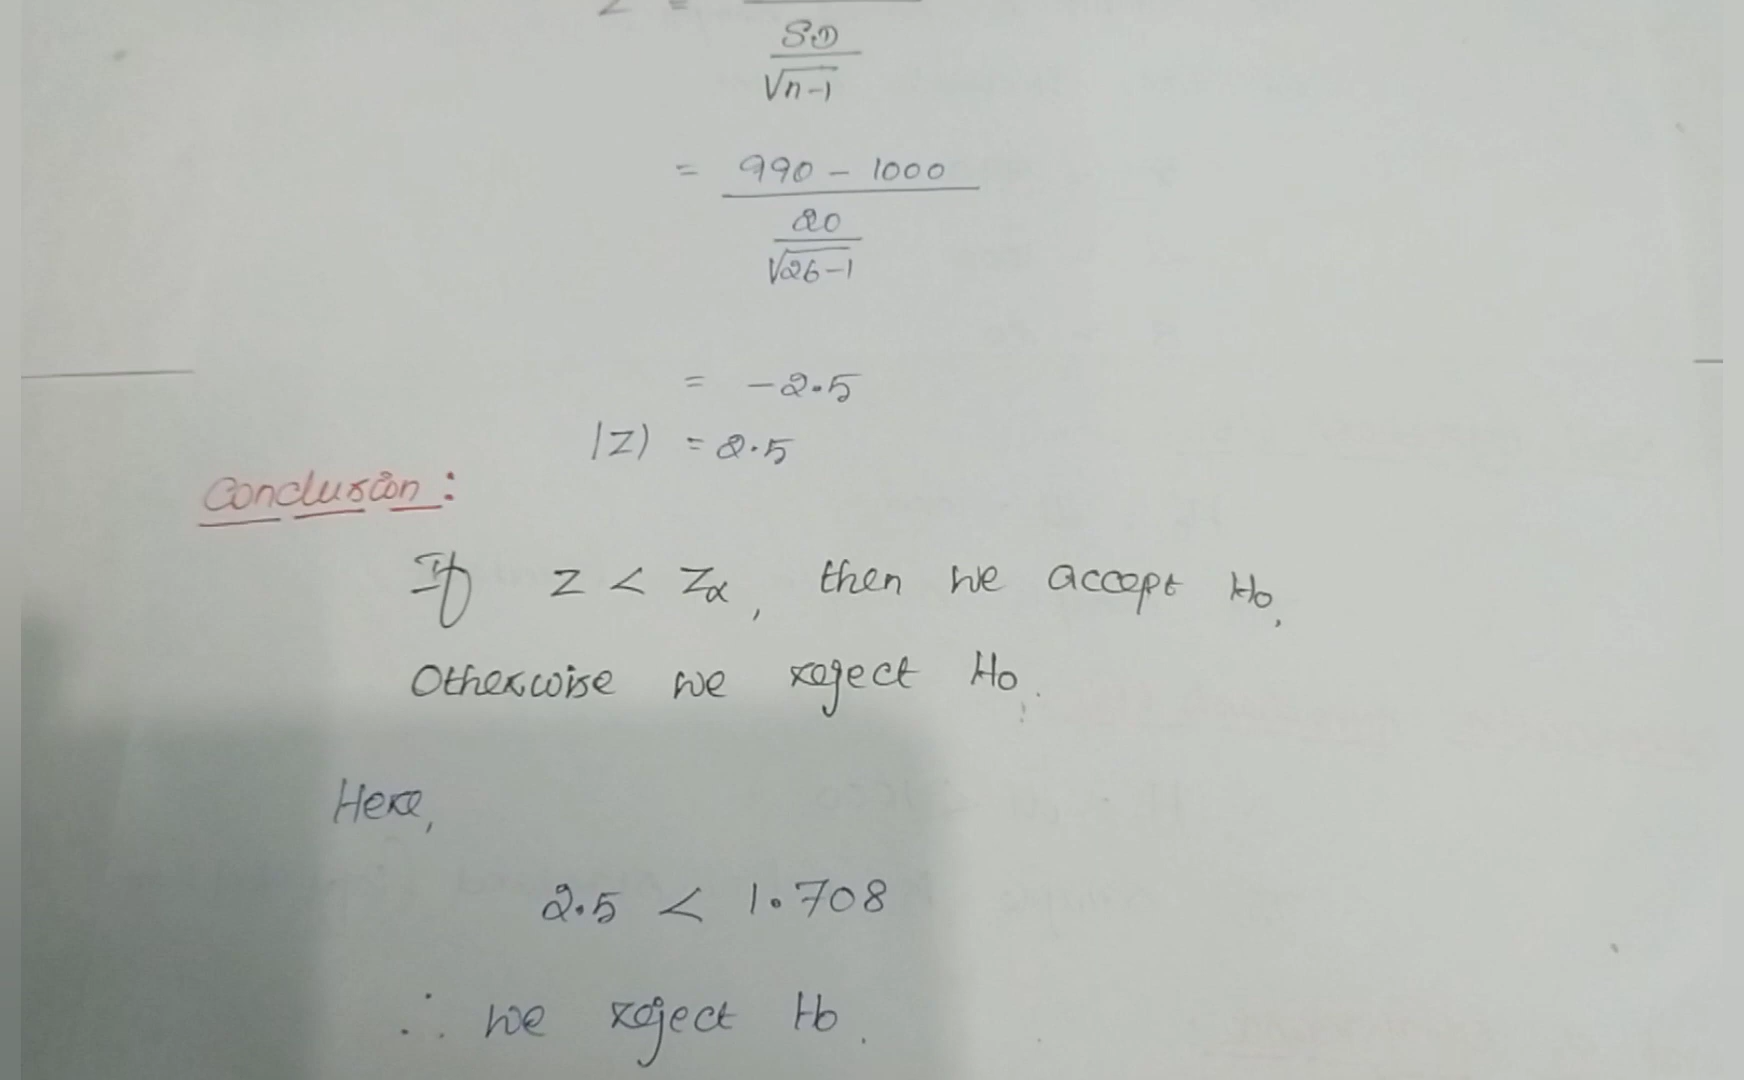 Z =
SD
√n-1
= 990 - 1000
20
√26-1
= -2.5
|Z) = 2.5
Conclusion:
If Z < Zα, then we accept H₀,
Otherwise we reject H₀.
Here,
2.5 < 1.708
∴ we reject H₀.